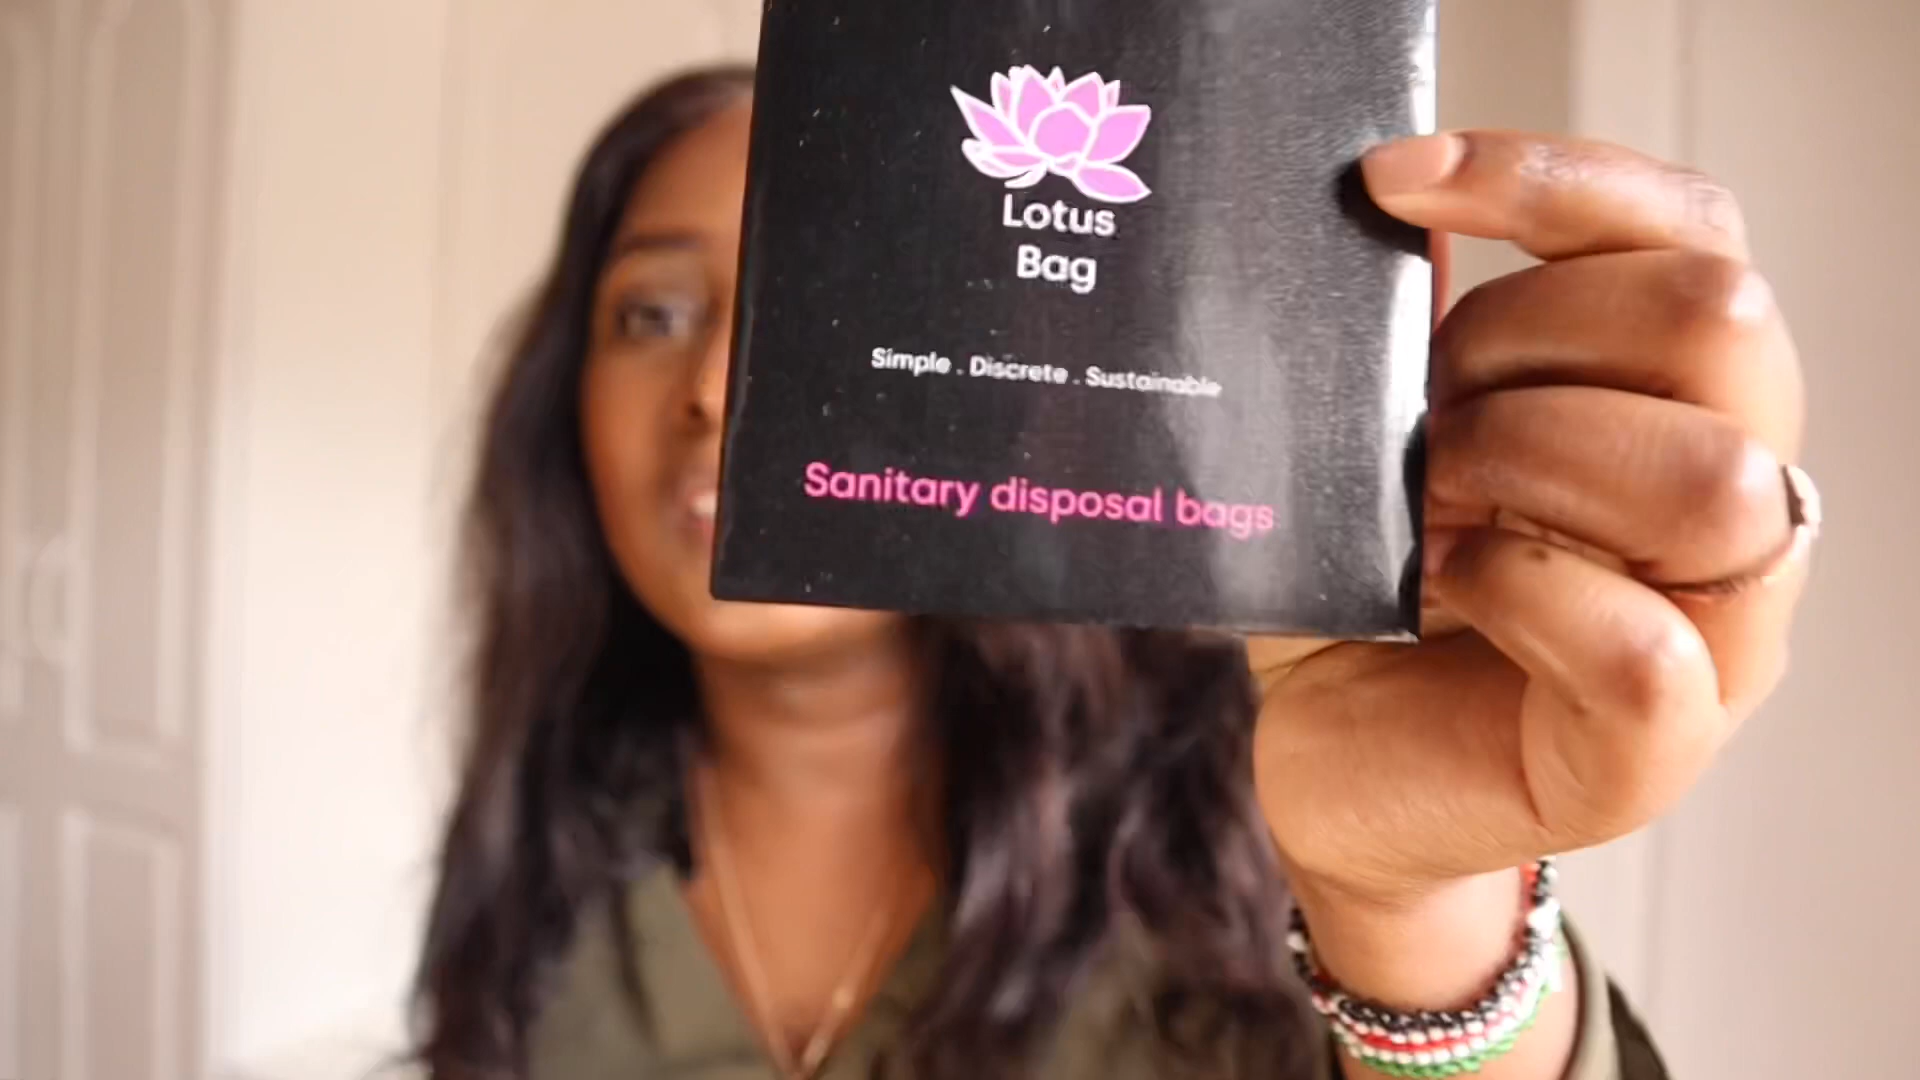 Lotus
Bag
Simple . Discrete . Sustainable
Sanitary disposal bags